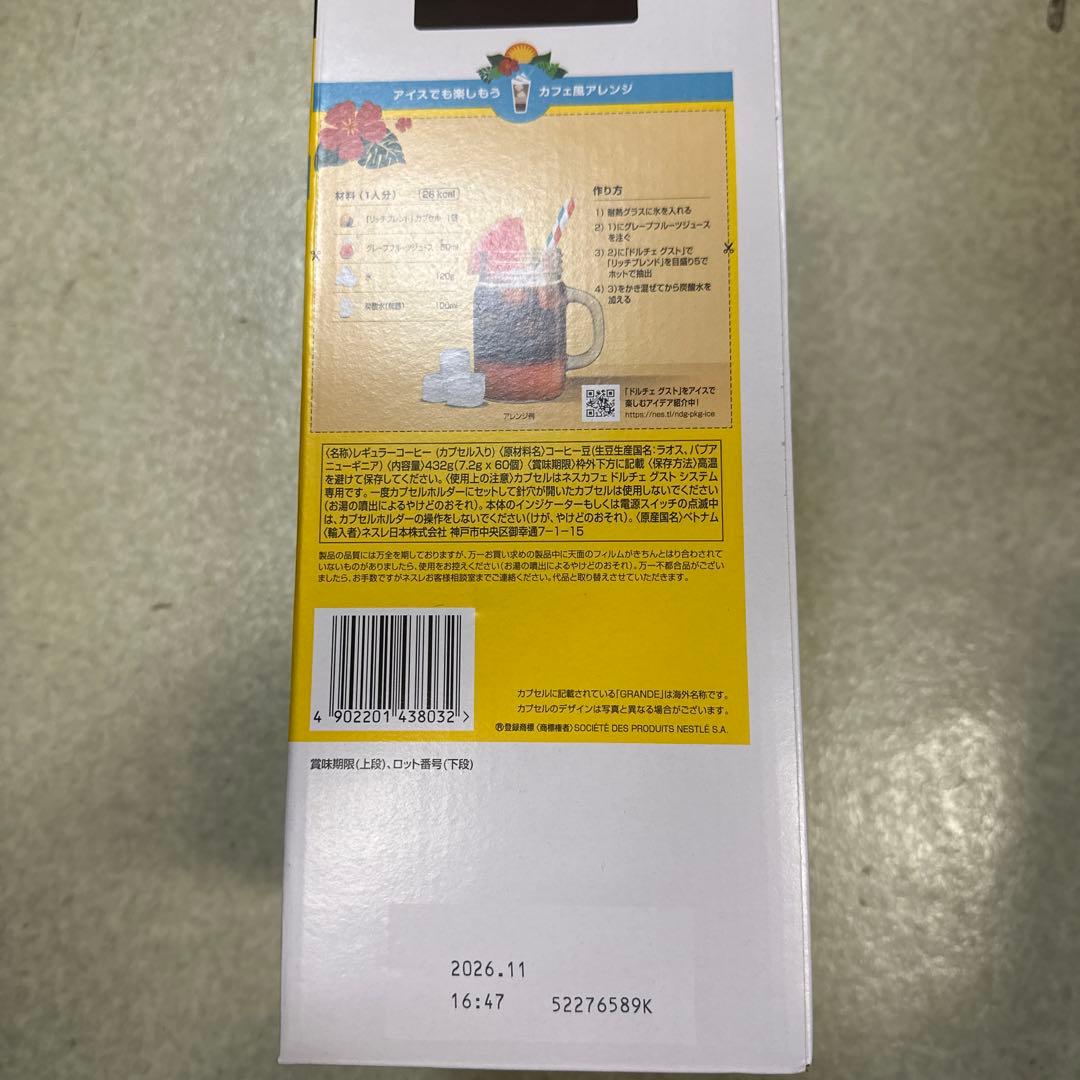 アイスでも楽しもう カフェ風アレンジ
材料 (1人分) 26kcal
「リッチブレンド」カプセル 1個
グレープフルーツジュース 50ml
氷 120g
炭酸水(無糖) 100ml
作り方
1) 耐熱グラスに氷を入れる
2) 1)にグレープフルーツジュース
を注ぐ
3) 2)に「ドルチェ グスト」で
「リッチブレンド」を目盛り5で
ホットで抽出
4) 3)をかき混ぜてから炭酸水を
加える
アレンジ例
「ドルチェ グスト」をアイスで
楽しむアイデア紹介中!
https://nes.tl/ndg-pkg-ice
〈名称〉レギュラーコーヒー (カプセル入り) 〈原材料名〉コーヒー豆(生豆生産国名:ラオス、パプア
ニューギニア) 〈内容量〉432g(7.2g x 60個) 〈賞味期限〉枠外下方に記載 〈保存方法〉高温
を避けて保存してください。〈使用上の注意〉カプセルはネスカフェ ドルチェ グスト システム
専用です。一度カプセルホルダーにセットして針穴が開いたカプセルは使用しないでください
(お湯の噴出によるやけどのおそれ)。本体のインジケーターもしくは電源スイッチの点滅中
は、カプセルホルダーの操作をしないでください(けが、やけどのおそれ)。〈原産国名〉ベトナム
〈輸入者〉ネスレ日本株式会社 神戸市中央区御幸通7-1-15
製品の品質には万全を期しておりますが、万一お買い求めの製品中に天面のフィルムがきちんとはり合わされて
いないものがありましたら、使用をお控えください(お湯の噴出によるやけどのおそれ)。万一不都合品がござい
ましたら、お手数ですがネスレお客様相談室までご連絡ください。代品と取り替えさせていただきます。
4 902201 438032 >
カプセルに記載されている「GRANDE」は海外名称です。
カプセルのデザインは写真と異なる場合がございます。
®登録商標 〈商標権者〉SOCIÉTÉ DES PRODUITS NESTLÉ S.A.
賞味期限(上段)、ロット番号(下段)
2026.11
16:47 52276589K